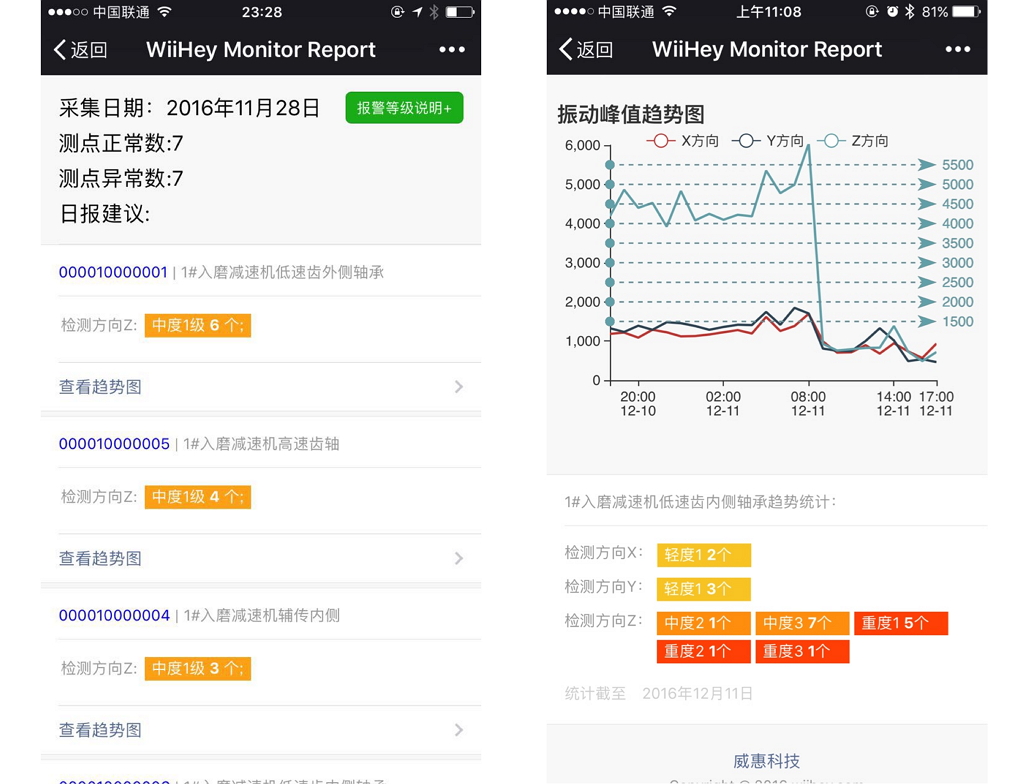 中国联通
23:28
返回
WiiHey Monitor Report
采集日期：2016年11月28日
报警等级说明+
测点正常数:7
测点异常数:7
日报建议:
000010000001 | 1#入磨减速机低速齿外侧轴承
检测方向Z: 中度1级 6 个;
查看趋势图
000010000005 | 1#入磨减速机高速齿轴
检测方向Z: 中度1级 4 个;
查看趋势图
000010000004 | 1#入磨减速机辅传内侧
检测方向Z: 中度1级 3 个;
查看趋势图
中国联通
上午11:08
81%
返回
WiiHey Monitor Report
振动峰值趋势图
X方向 Y方向 Z方向
6,000
5500
5,000 5000
4500
4,000 4000
3500
3,000 3000
2500
2,000 2000
1500
1,000
0
20:00 02:00 08:00 14:00 17:00
12-10 12-11 12-11 12-11 12-11
1#入磨减速机低速齿内侧轴承趋势统计：
检测方向X： 轻度1 2个
检测方向Y： 轻度1 3个
检测方向Z： 中度2 1个 中度3 7个 重度1 5个
重度2 1个 重度3 1个
统计截至 2016年12月11日
威惠科技